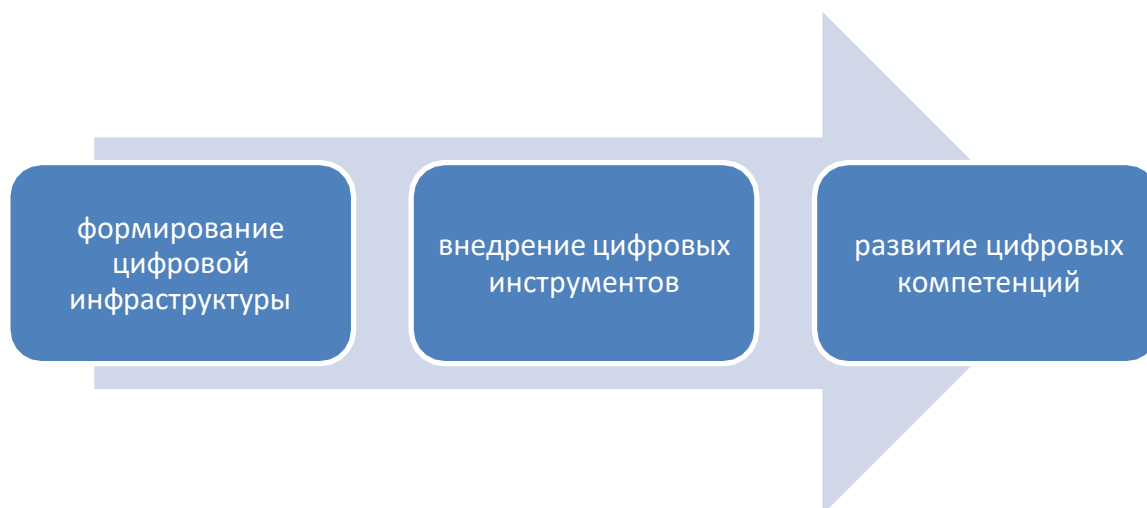 формирование
цифровой
инфраструктуры
внедрение цифровых
инструментов
развитие цифровых
компетенций